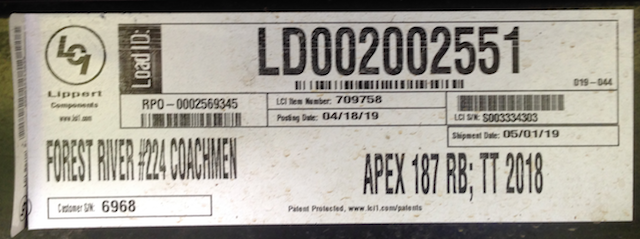 LCI
Lippert
Components
www.lci1.com
Load ID:
LD002002551
019-044
RPO-0002569345
LCI Item Number: 709758
Posting Date: 04/18/19
LCI S/N: S003334303
Shipment Date: 05/01/19
FOREST RIVER #224 COACHMEN
APEX 187 RB; TT 2018
Customer S/N: 6968
Patent Protected, www.lci1.com/patents